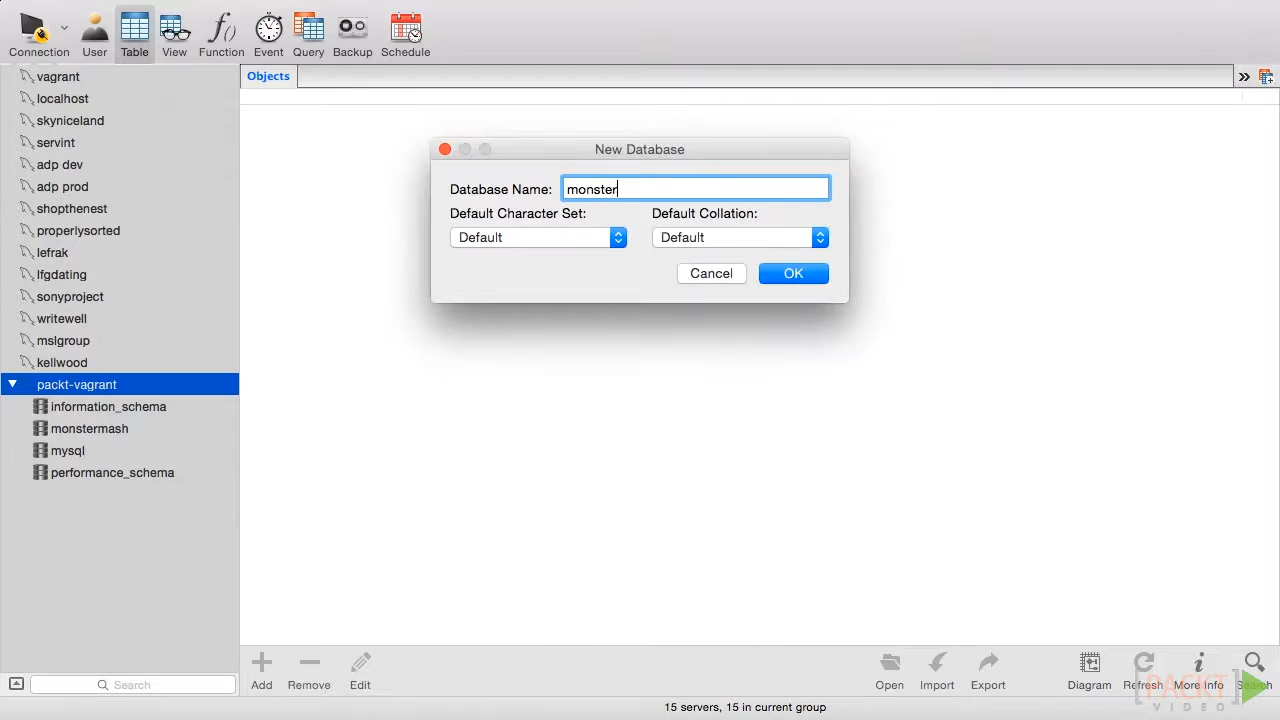 Connection User Table View Function Event Query Backup Schedule
vagrant
localhost
skyniceland
servint
adp dev
adp prod
shopthenest
properlysorted
lefrak
lfgdating
sonyproject
writewell
mslgroup
kellwood
packt-vagrant
information_schema
monstermash
mysql
performance_schema
Search
Objects
New Database
Database Name: monster
Default Character Set: Default Collation:
Default Default
Cancel OK
Add Remove Edit Open Import Export Diagram Refresh More Info Search
PACKT
VIDEO
15 servers, 15 in current group